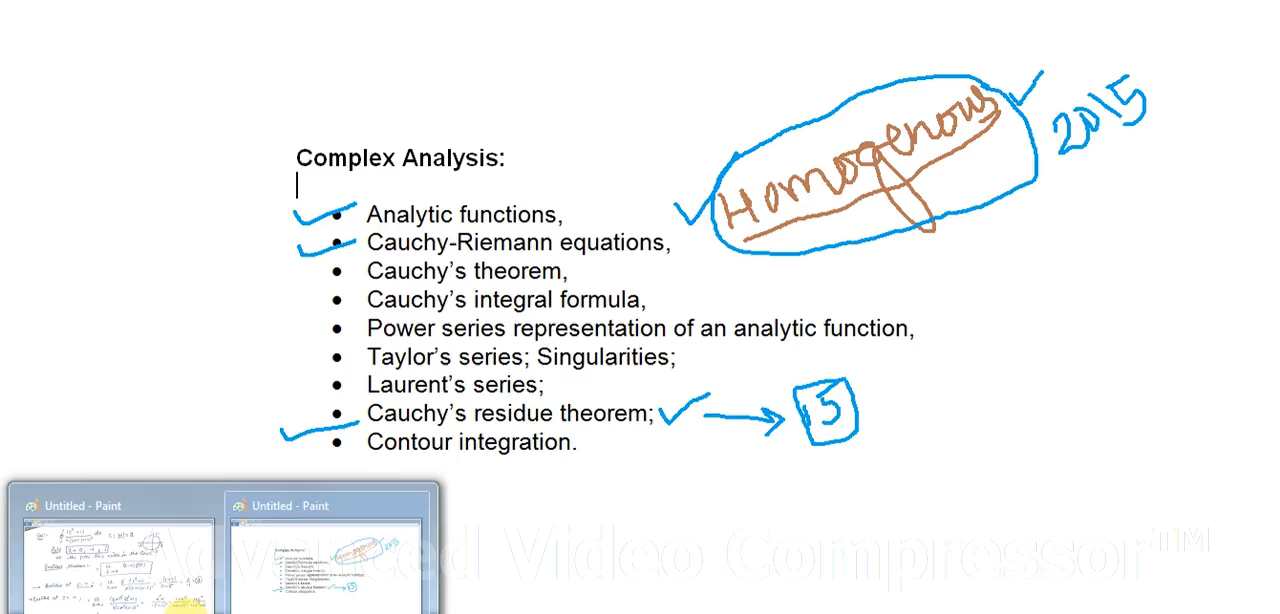 Homogenous
2015
Complex Analysis:
• Analytic functions,
• Cauchy-Riemann equations,
• Cauchy’s theorem,
• Cauchy’s integral formula,
• Power series representation of an analytic function,
• Taylor’s series; Singularities;
• Laurent’s series;
• Cauchy’s residue theorem; 15
• Contour integration.
Untitled - Paint
Untitled - Paint
Advanced Video Compressor™